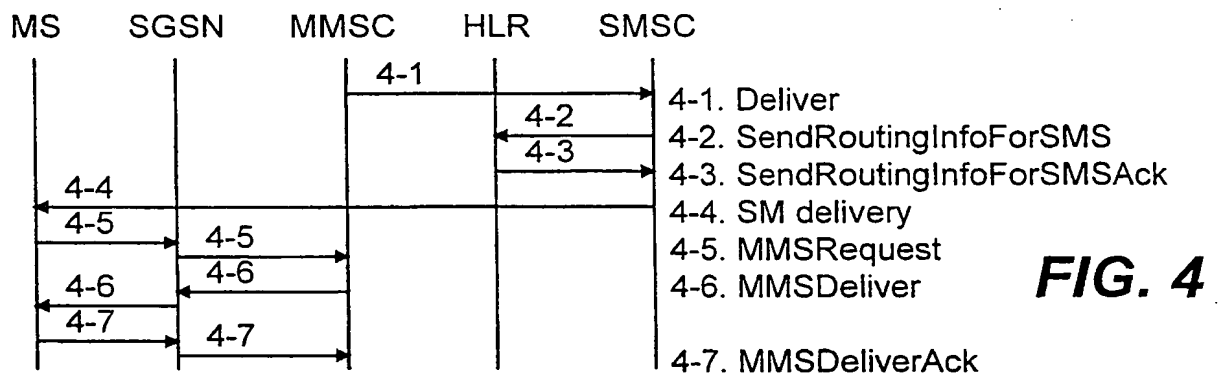 MS SGSN MMSC HLR SMSC
4-1
4-1. Deliver
4-2
4-2. SendRoutingInfoForSMS
4-3
4-3. SendRoutingInfoForSMSAck
4-4
4-4. SM delivery
4-5
4-5
4-5. MMSRequest
4-6
4-6
4-6. MMSDeliver
FIG. 4
4-7
4-7
4-7. MMSDeliverAck